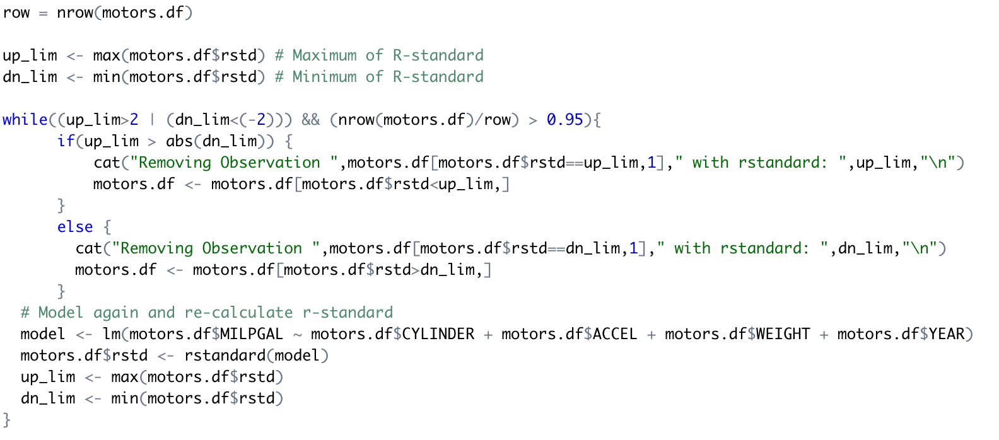 row = nrow(motors.df)
up_lim <- max(motors.df$rstd) # Maximum of R-standard
dn_lim <- min(motors.df$rstd) # Minimum of R-standard
while((up_lim>2 | (dn_lim<(-2))) && (nrow(motors.df)/row) > 0.95){
if(up_lim > abs(dn_lim)) {
cat("Removing Observation ",motors.df[motors.df$rstd==up_lim,1]," with rstandard: ",up_lim,"\n")
motors.df <- motors.df[motors.df$rstd<up_lim,]
}
else {
cat("Removing Observation ",motors.df[motors.df$rstd==dn_lim,1]," with rstandard: ",dn_lim,"\n")
motors.df <- motors.df[motors.df$rstd>dn_lim,]
}
# Model again and re-calculate r-standard
model <- lm(motors.df$MILPGAL ~ motors.df$CYLINDER + motors.df$ACCEL + motors.df$WEIGHT + motors.df$YEAR)
motors.df$rstd <- rstandard(model)
up_lim <- max(motors.df$rstd)
dn_lim <- min(motors.df$rstd)
}